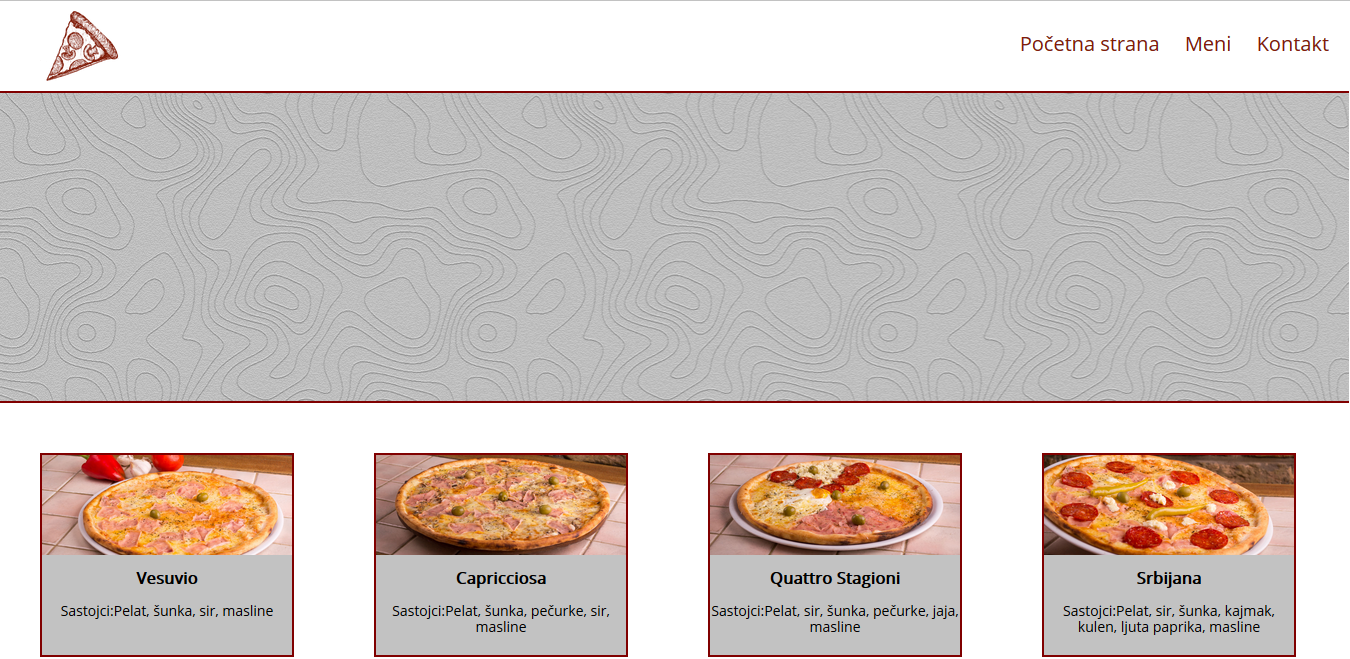 Početna strana Meni Kontakt
Vesuvio
Sastojci:Pelat, šunka, sir, masline
Capricciosa
Sastojci:Pelat, šunka, pečurke, sir,
masline
Quattro Stagioni
Sastojci:Pelat, sir, šunka, pečurke, jaja,
masline
Srbijana
Sastojci:Pelat, sir, šunka, kajmak,
kulen, ljuta paprika, masline